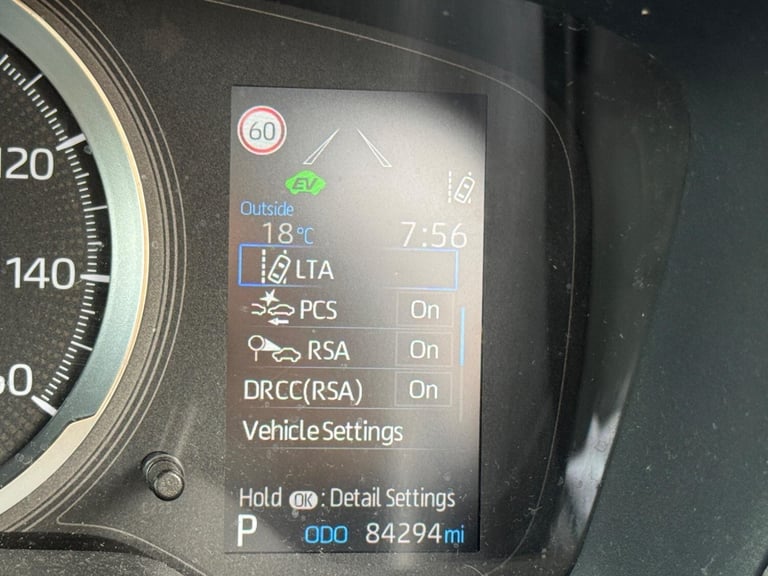 60
EV
Outside
18°C 7:56
120
LTA
140
PCS On
RSA On
DRCC(RSA) On
Vehicle Settings
Hold OK : Detail Settings
P ODO 84294 mi